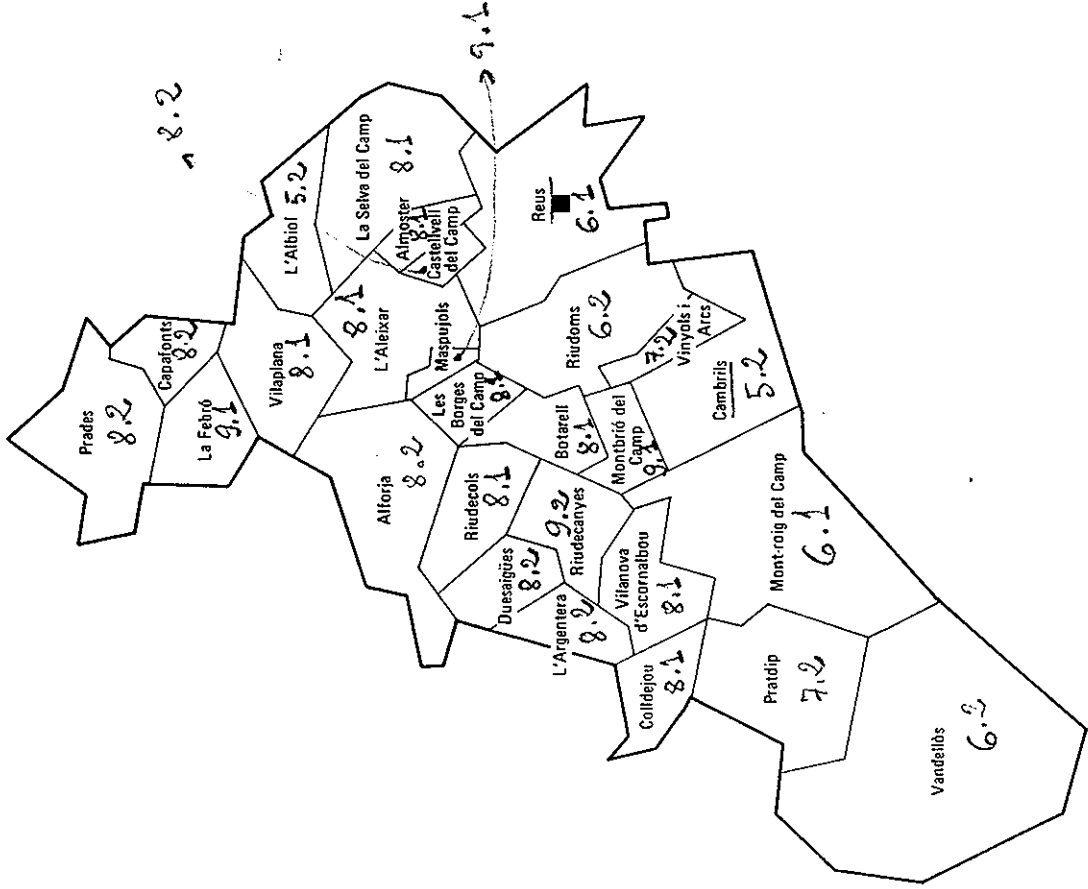 8.2
9.1
Prades
8.2
Capafonts
8.2
La Febró
9.1
L'Albiol 5.2
La Selva del Camp
8.1
Vilaplana
8.1
Almoster
8.1
Castellvell
del Camp
L'Aleixar
8.1
Maspujols
Reus
6.1
Alforja
8.2
Les
Borges
del Camp
8.1
Riudoms
6.2
Riudecols
8.1
Botarell
8.1
7.2
Vinyols i
Arcs
Montbrió del
Camp
9.1
Cambrils
5.2
Duesaigües
8.2
9.2
Riudecanyes
L'Argentera
8.2
Vilanova
d'Escornalbou
8.1
Colldejou
8.1
Mont-roig del Camp
6.1
Pratdip
7.2
Vandellòs
6.2